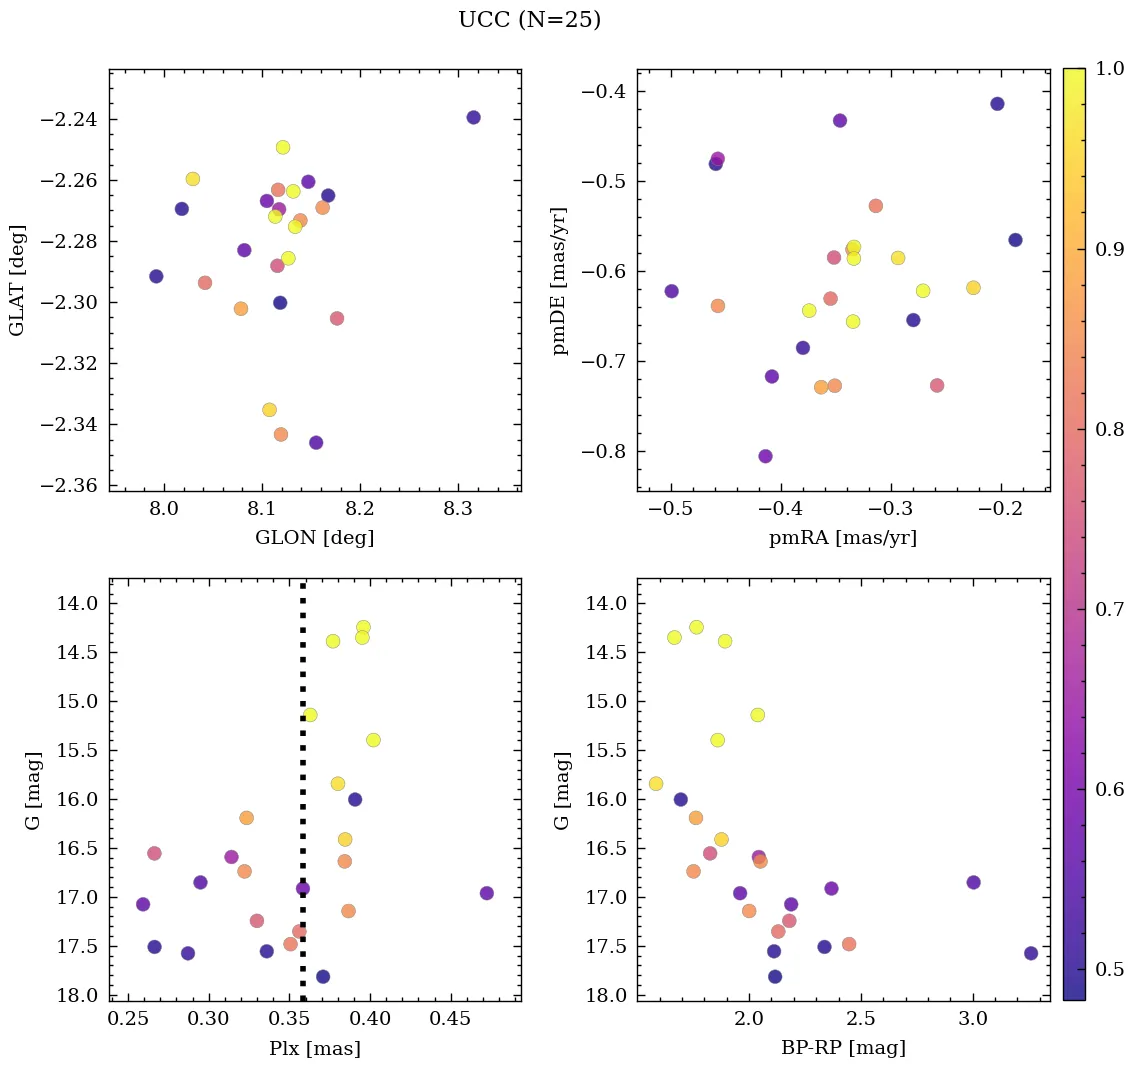 UCC (N=25)
−2.24
−2.26
−2.28
−2.30
−2.32
−2.34
−2.36
GLAT [deg]
8.0 8.1 8.2 8.3
GLON [deg]
−0.4
−0.5
−0.6
−0.7
−0.8
pmDE [mas/yr]
−0.5 −0.4 −0.3 −0.2
pmRA [mas/yr]
14.0
14.5
15.0
15.5
16.0
16.5
17.0
17.5
18.0
G [mag]
0.25 0.30 0.35 0.40 0.45
Plx [mas]
14.0
14.5
15.0
15.5
16.0
16.5
17.0
17.5
18.0
G [mag]
2.0 2.5 3.0
BP-RP [mag]
1.0
0.9
0.8
0.7
0.6
0.5